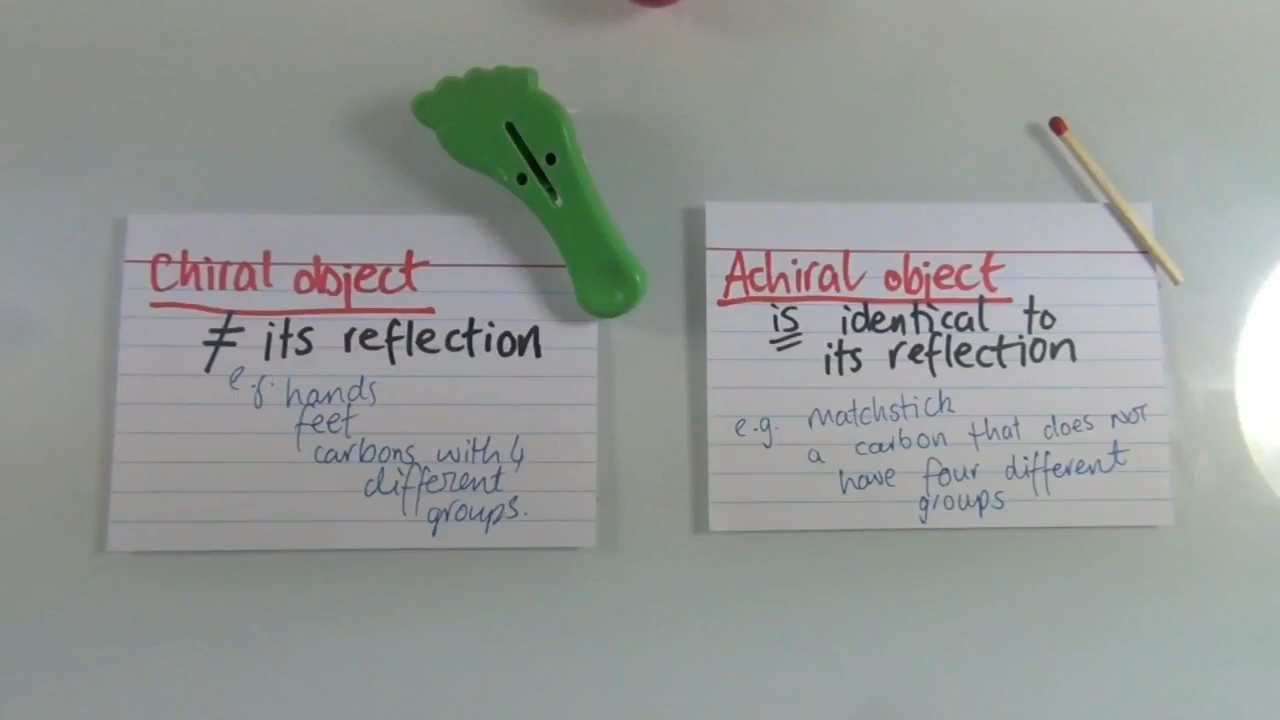 Chiral object
≠ its reflection
e.g. hands
feet
carbons with 4
different
groups.
Achiral object
is identical to
its reflection
e.g. matchstick
a carbon that does NOT
have four different
groups